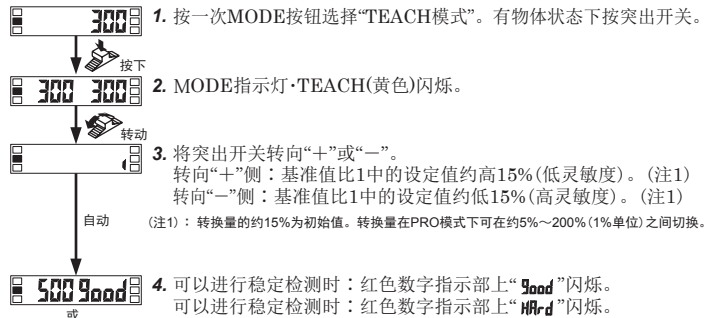 300
1. 按一次MODE按钮选择“TEACH模式”。有物体状态下按突出开关。
按下
300 300
2. MODE指示灯·TEACH(黄色)闪烁。
转动
3. 将突出开关转向“＋”或“－”。
转向“＋”侧：基准值比1中的设定值约高15%(低灵敏度)。(注1)
转向“－”侧：基准值比1中的设定值约低15%(高灵敏度)。(注1)
自动
(注1)：转换量的约15%为初始值。转换量在PRO模式下可在约5%～200%(1%单位)之间切换。
500 good
4. 可以进行稳定检测时：红色数字指示部上“good”闪烁。
可以进行稳定检测时：红色数字指示部上“HArd”闪烁。
或